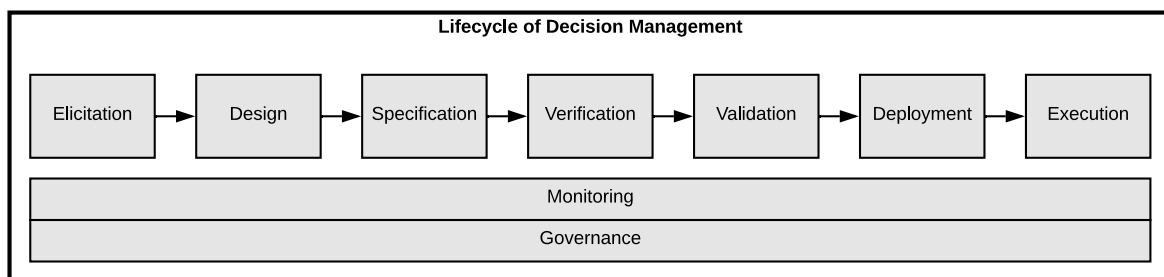 Lifecycle of Decision Management
Elicitation
Design
Specification
Verification
Validation
Deployment
Execution
Monitoring
Governance